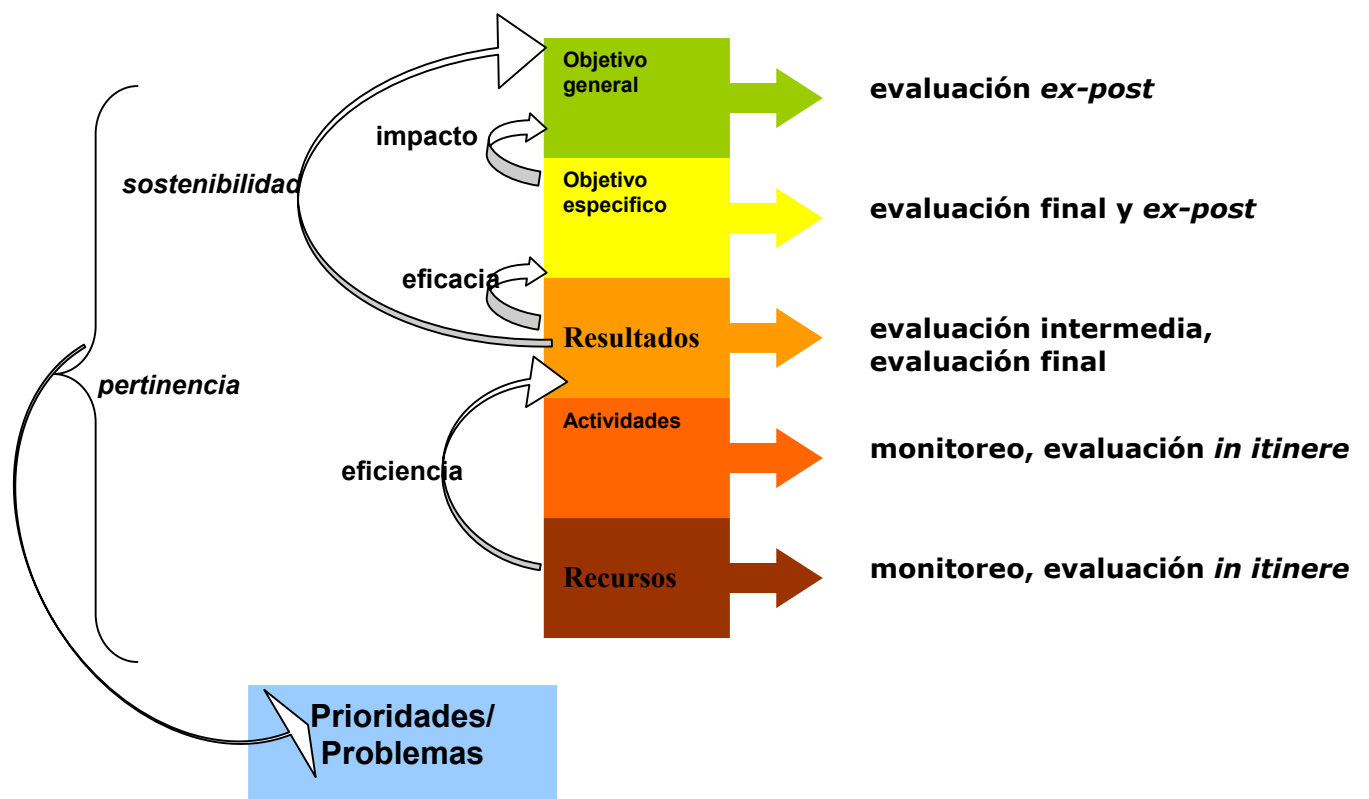 Objetivo
general
evaluación ex-post
impacto
sostenibilidad
Objetivo
especifico
evaluación final y ex-post
eficacia
Resultados
evaluación intermedia,
evaluación final
pertinencia
Actividades
monitoreo, evaluación in itinere
eficiencia
Recursos
monitoreo, evaluación in itinere
Prioridades/
Problemas